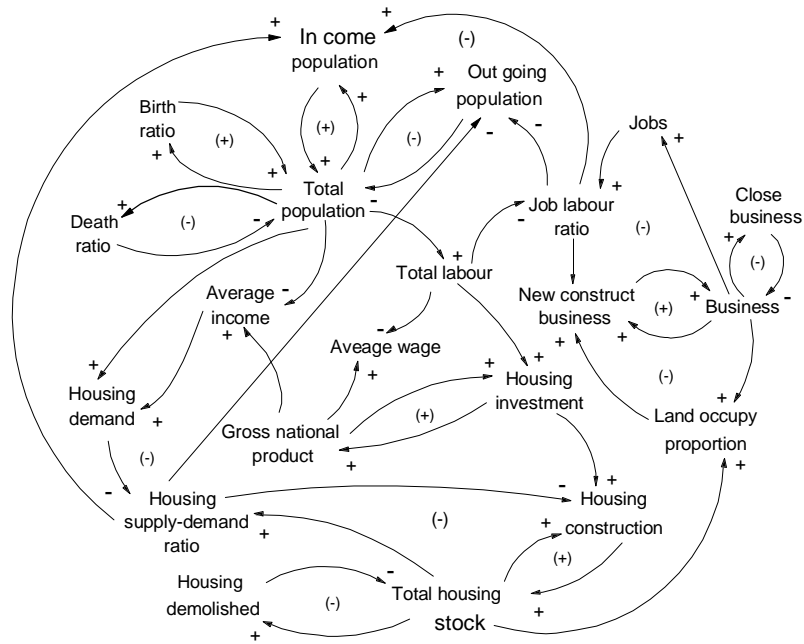 In come
population
(-)
Out going
population
Birth
ratio
(+)
(+)
(-)
Jobs
Total
population
Death
ratio
(-)
Job labour
ratio
(-)
Close
business
(-)
Total labour
Average
income
New construct
business
(+)
Business
Aveage wage
Housing
demand
Housing
investment
(-)
Land occupy
proportion
Gross national
product
(+)
(-)
Housing
supply-demand
ratio
(-)
Housing
construction
(+)
Housing
demolished
(-)
Total housing
stock